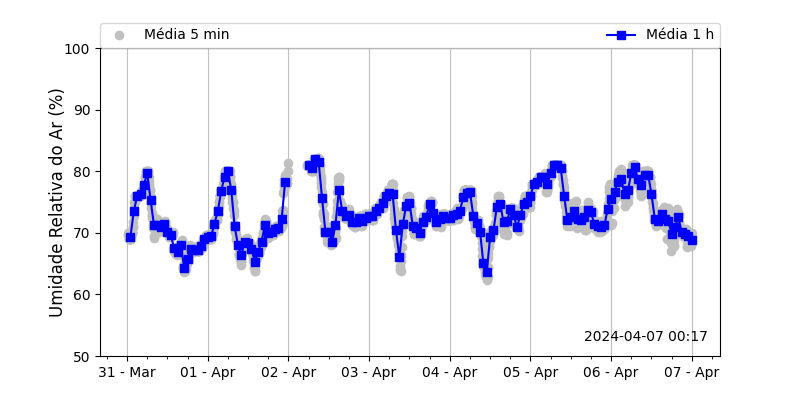 Média 5 min
Média 1 h
Umidade Relativa do Ar (%)
100
90
80
70
60
50
2024-04-07 00:17
31 - Mar
01 - Apr
02 - Apr
03 - Apr
04 - Apr
05 - Apr
06 - Apr
07 - Apr